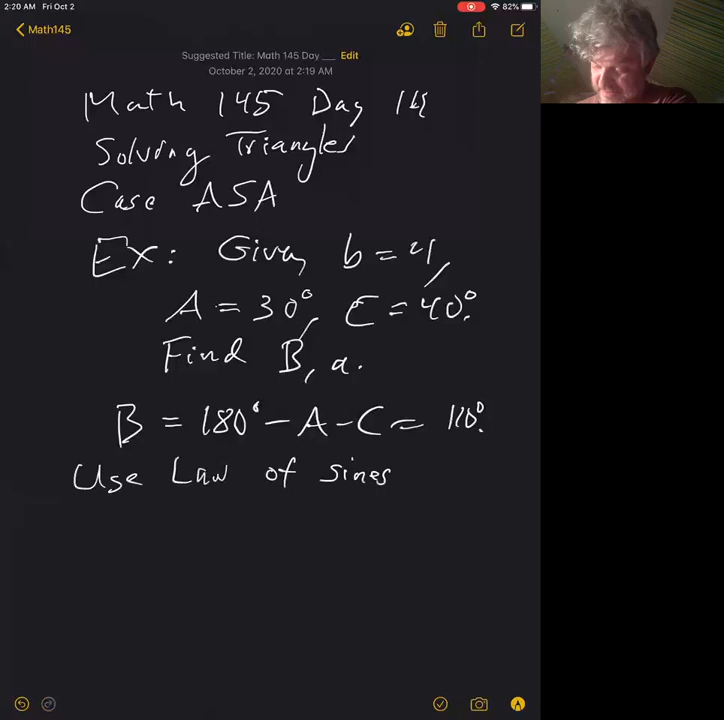 2:20 AM Fri Oct 2
82%
Math145
Suggested Title: Math 145 Day ___ Edit
October 2, 2020 at 2:19 AM
Math 145 Day
Solving Triangles
Case ASA
Ex: Given b = 4,
A = 30°, C = 40°.
Find B, a.
B = 180° - A - C = 110°.
Use Law of sines